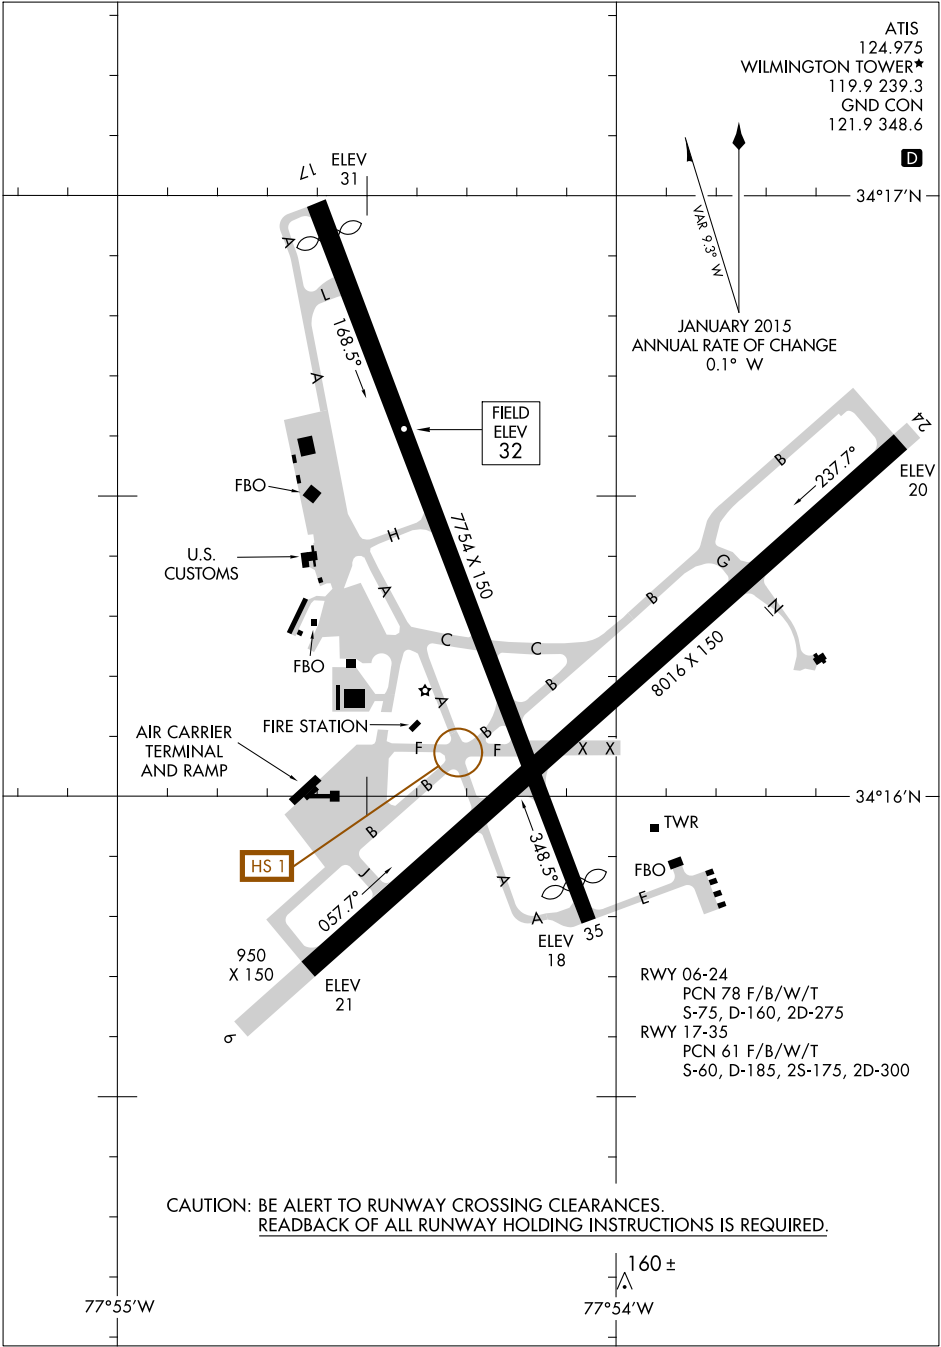 ATIS
124.975
WILMINGTON TOWER★
119.9 239.3
GND CON
121.9 348.6
D
17
ELEV
31
34°17'N
A
VAR 9.3° W
L
JANUARY 2015
ANNUAL RATE OF CHANGE
0.1° W
168.5°
A
FIELD
ELEV
32
24
B
237.7°
ELEV
20
FBO
7754 X 150
H
U.S.
CUSTOMS
G
A
B
N
FBO
C
C
8016 X 150
B
A
FIRE STATION
AIR CARRIER
TERMINAL
AND RAMP
B
F
F
X
X
B
34°16'N
TWR
B
HS 1
348.5°
FBO
J
057.7°
A
E
A
35
ELEV
18
950
X 150
ELEV
21
6
RWY 06-24
PCN 78 F/B/W/T
S-75, D-160, 2D-275
RWY 17-35
PCN 61 F/B/W/T
S-60, D-185, 2S-175, 2D-300
CAUTION: BE ALERT TO RUNWAY CROSSING CLEARANCES.
READBACK OF ALL RUNWAY HOLDING INSTRUCTIONS IS REQUIRED.
160 ±
77°55'W
77°54'W